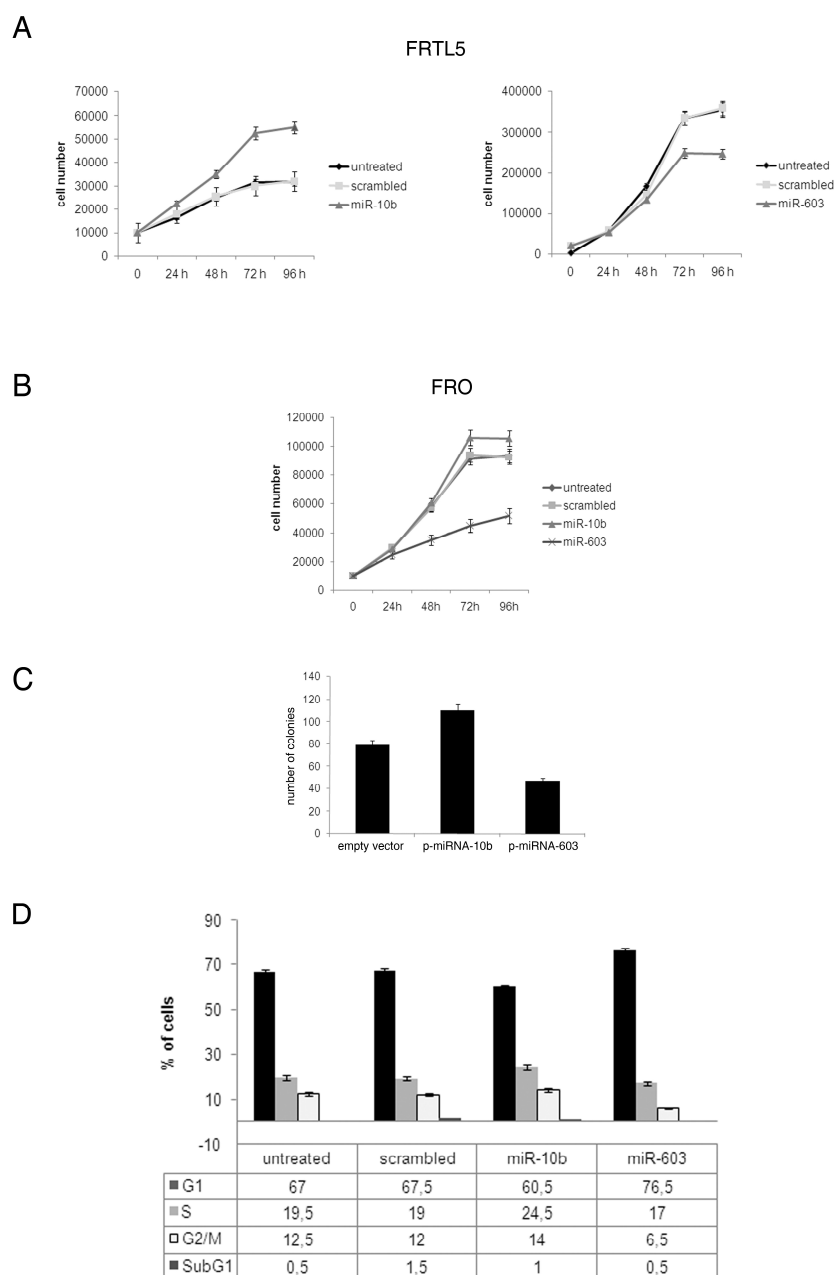 A
FRTL5
70000
60000
50000
40000
30000
20000
10000
0
cell number
0 24 h 48 h 72 h 96 h
untreated
scrambled
miR-10b
400000
300000
200000
100000
0
cell number
0 24 h 48 h 72 h 96 h
untreated
scrambled
miR-603
B
FRO
120000
100000
80000
60000
40000
20000
0
cell number
0 24h 48h 72h 96h
untreated
scrambled
miR-10b
miR-603
C
140
120
100
80
60
40
20
0
number of colonies
empty vector p-miRNA-10b p-miRNA-603
D
90
70
50
30
10
-10
% of cells
untreated scrambled miR-10b miR-603
G1 67 67,5 60,5 76,5
S 19,5 19 24,5 17
G2/M 12,5 12 14 6,5
SubG1 0,5 1,5 1 0,5